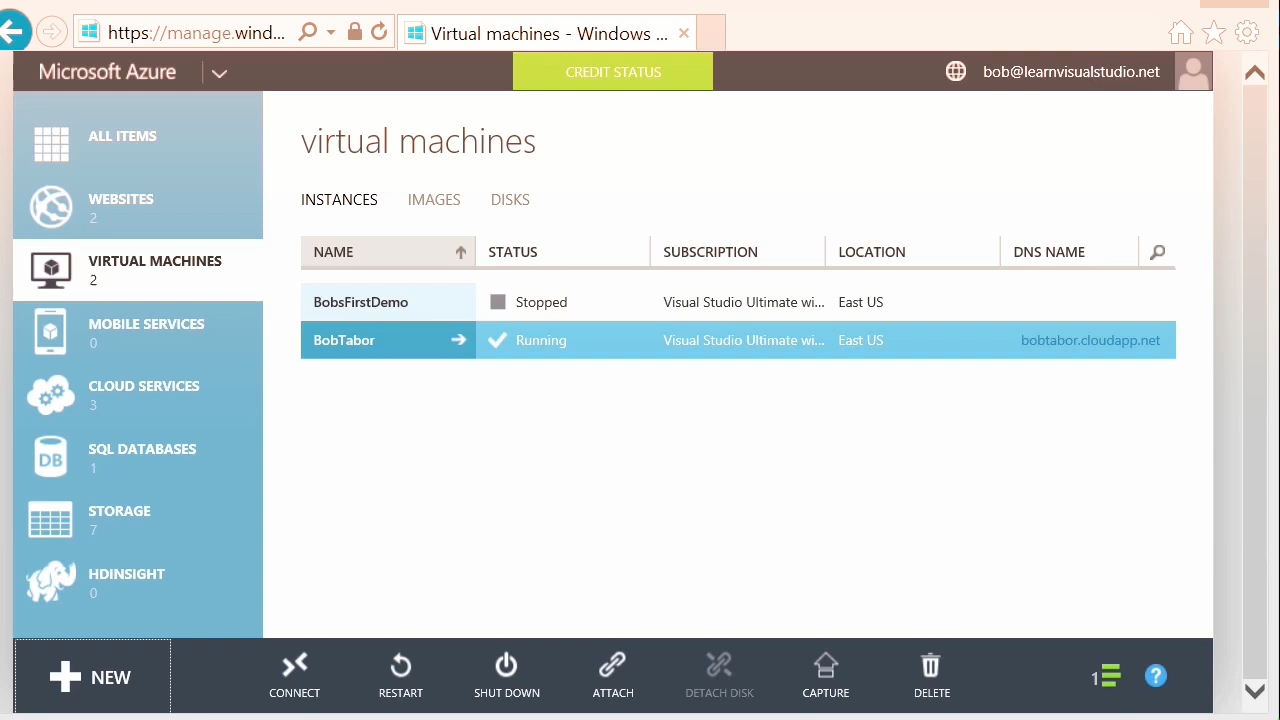 https://manage.wind...
Virtual machines - Windows ...
Microsoft Azure
CREDIT STATUS
bob@learnvisualstudio.net
ALL ITEMS
WEBSITES
2
VIRTUAL MACHINES
2
MOBILE SERVICES
0
CLOUD SERVICES
3
DB
SQL DATABASES
1
STORAGE
7
HDINSIGHT
0
virtual machines
INSTANCES IMAGES DISKS
NAME STATUS SUBSCRIPTION LOCATION DNS NAME
BobsFirstDemo Stopped Visual Studio Ultimate wi... East US
BobTabor Running Visual Studio Ultimate wi... East US bobtabor.cloudapp.net
NEW
CONNECT RESTART SHUT DOWN ATTACH DETACH DISK CAPTURE DELETE
1 ?